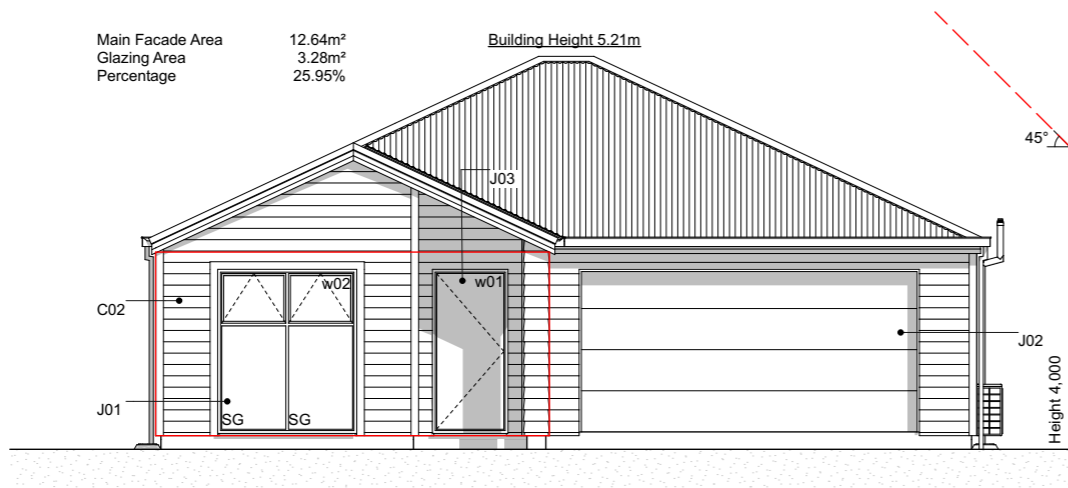 Main Facade Area 12.64m²
Glazing Area 3.28m²
Percentage 25.95%
Building Height 5.21m
45°
J03
w02
w01
C02
J02
J01
SG SG
Height 4,000